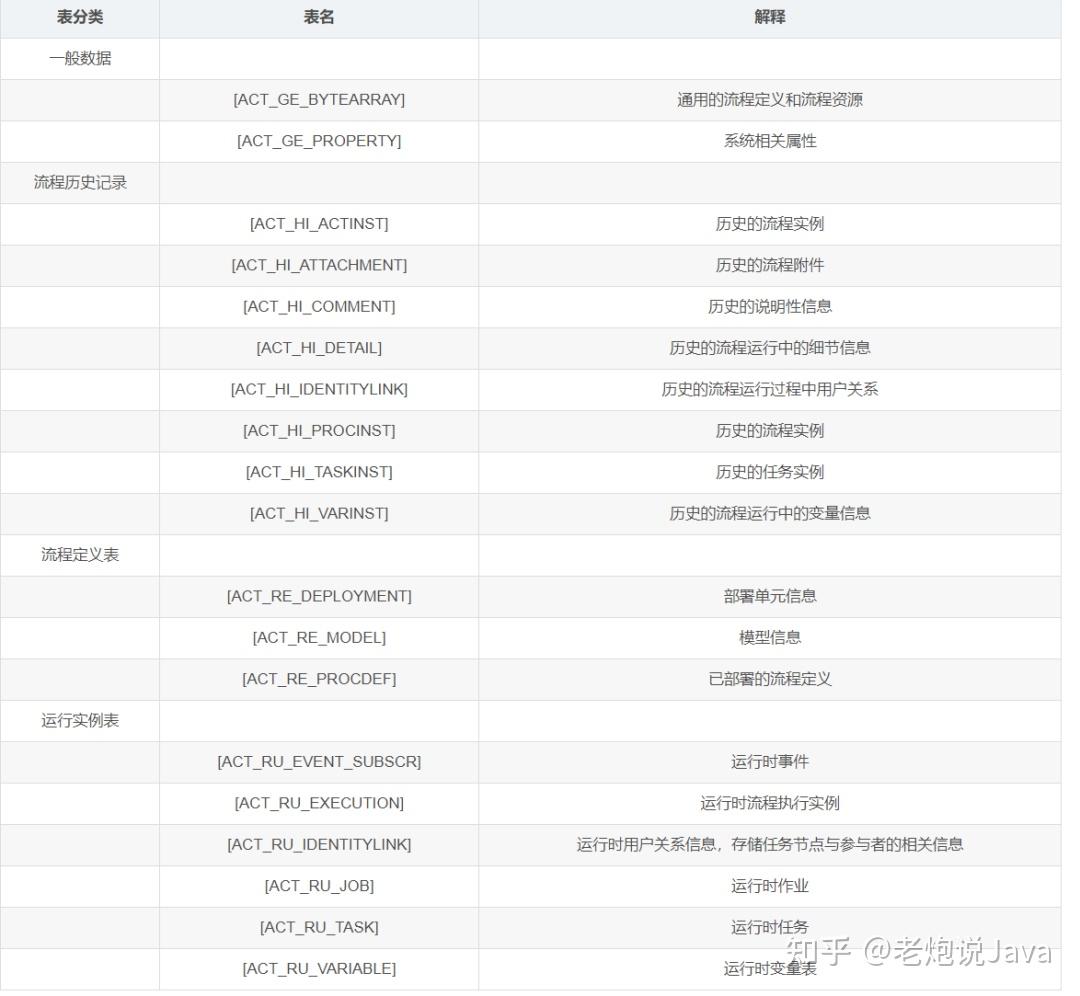 表分类 表名 解释
一般数据
[ACT_GE_BYTEARRAY] 通用的流程定义和流程资源
[ACT_GE_PROPERTY] 系统相关属性
流程历史记录
[ACT_HI_ACTINST] 历史的流程实例
[ACT_HI_ATTACHMENT] 历史的流程附件
[ACT_HI_COMMENT] 历史的说明性信息
[ACT_HI_DETAIL] 历史的流程运行中的细节信息
[ACT_HI_IDENTITYLINK] 历史的流程运行过程中用户关系
[ACT_HI_PROCINST] 历史的流程实例
[ACT_HI_TASKINST] 历史的任务实例
[ACT_HI_VARINST] 历史的流程运行中的变量信息
流程定义表
[ACT_RE_DEPLOYMENT] 部署单元信息
[ACT_RE_MODEL] 模型信息
[ACT_RE_PROCDEF] 已部署的流程定义
运行实例表
[ACT_RU_EVENT_SUBSCR] 运行时事件
[ACT_RU_EXECUTION] 运行时流程执行实例
[ACT_RU_IDENTITYLINK] 运行时用户关系信息，存储任务节点与参与者的相关信息
[ACT_RU_JOB] 运行时作业
[ACT_RU_TASK] 运行时任务
[ACT_RU_VARIABLE] 运行时变量表
知乎 @老炮说Java